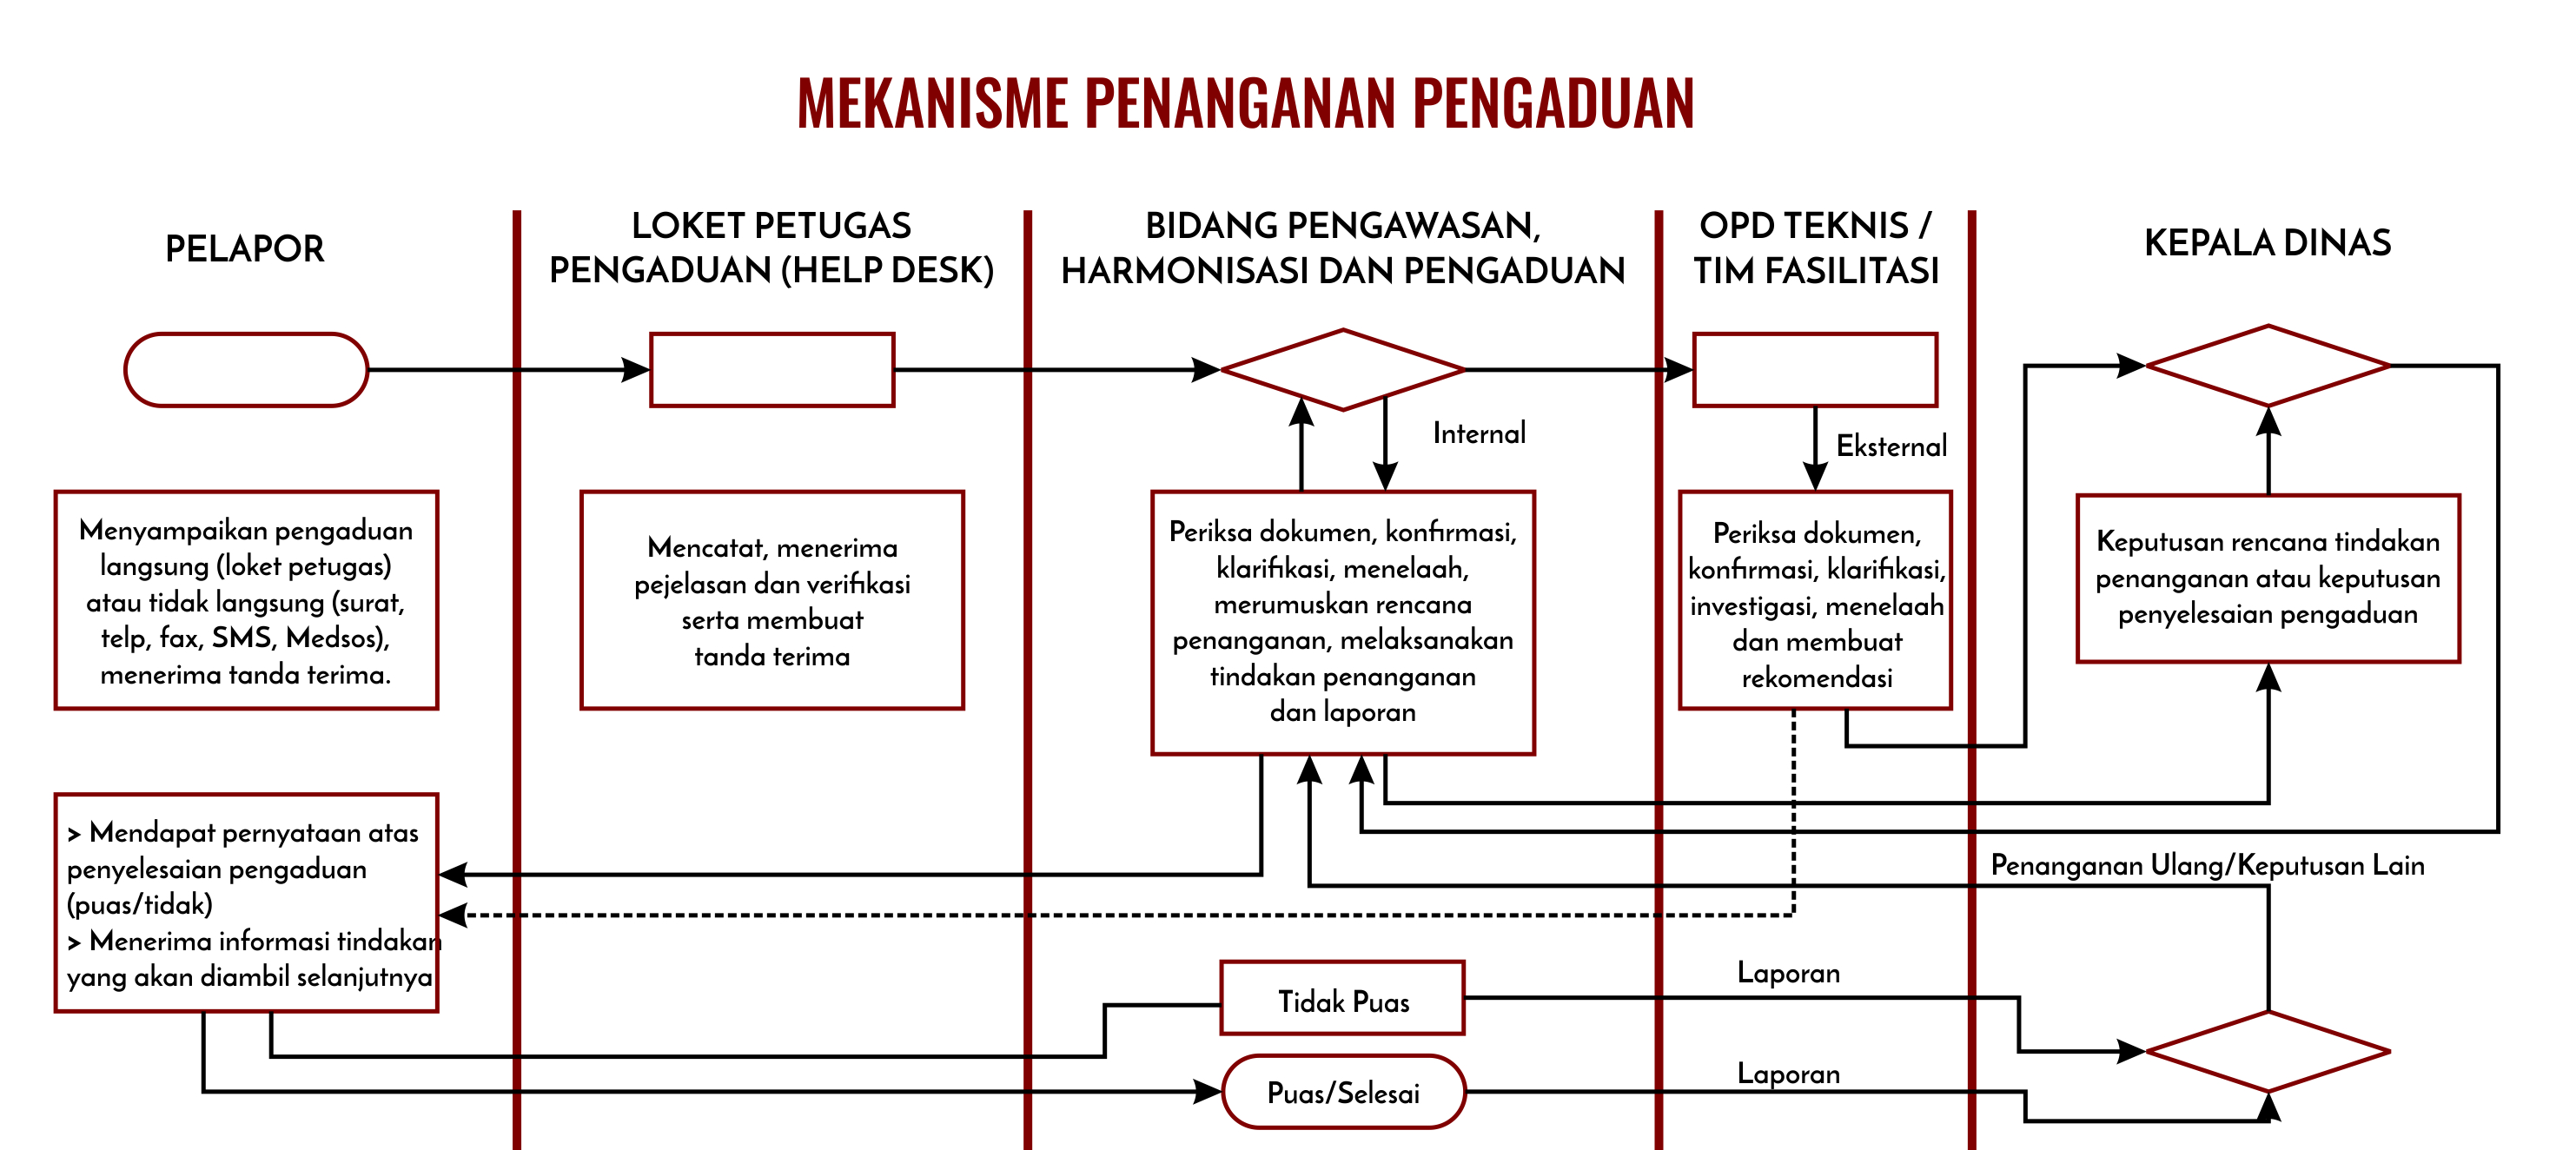 MEKANISME PENANGANAN PENGADUAN
PELAPOR
LOKET PETUGAS
PENGADUAN (HELP DESK)
BIDANG PENGAWASAN,
HARMONISASI DAN PENGADUAN
OPD TEKNIS /
TIM FASILITASI
KEPALA DINAS
Internal
Eksternal
Menyampaikan pengaduan
langsung (loket petugas)
atau tidak langsung (surat,
telp, fax, SMS, Medsos),
menerima tanda terima.
Mencatat, menerima
pejelasan dan verifikasi
serta membuat
tanda terima
Periksa dokumen, konfirmasi,
klarifikasi, menelaah,
merumuskan rencana
penanganan, melaksanakan
tindakan penanganan
dan laporan
Periksa dokumen,
konfirmasi, klarifikasi,
investigasi, menelaah
dan membuat
rekomendasi
Keputusan rencana tindakan
penanganan atau keputusan
penyelesaian pengaduan
> Mendapat pernyataan atas
penyelesaian pengaduan
(puas/tidak)
> Menerima informasi tindakan
yang akan diambil selanjutnya
Penanganan Ulang/Keputusan Lain
Tidak Puas
Laporan
Puas/Selesai
Laporan